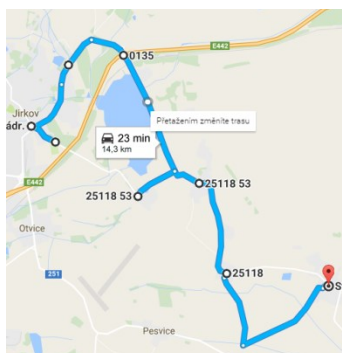 E442
0135
Jirkov
ádr.
Přetažením změníte trasu
23 min
14,3 km
25118 53
25118 53
E442
Otvice
251
25118
S
Pesvice